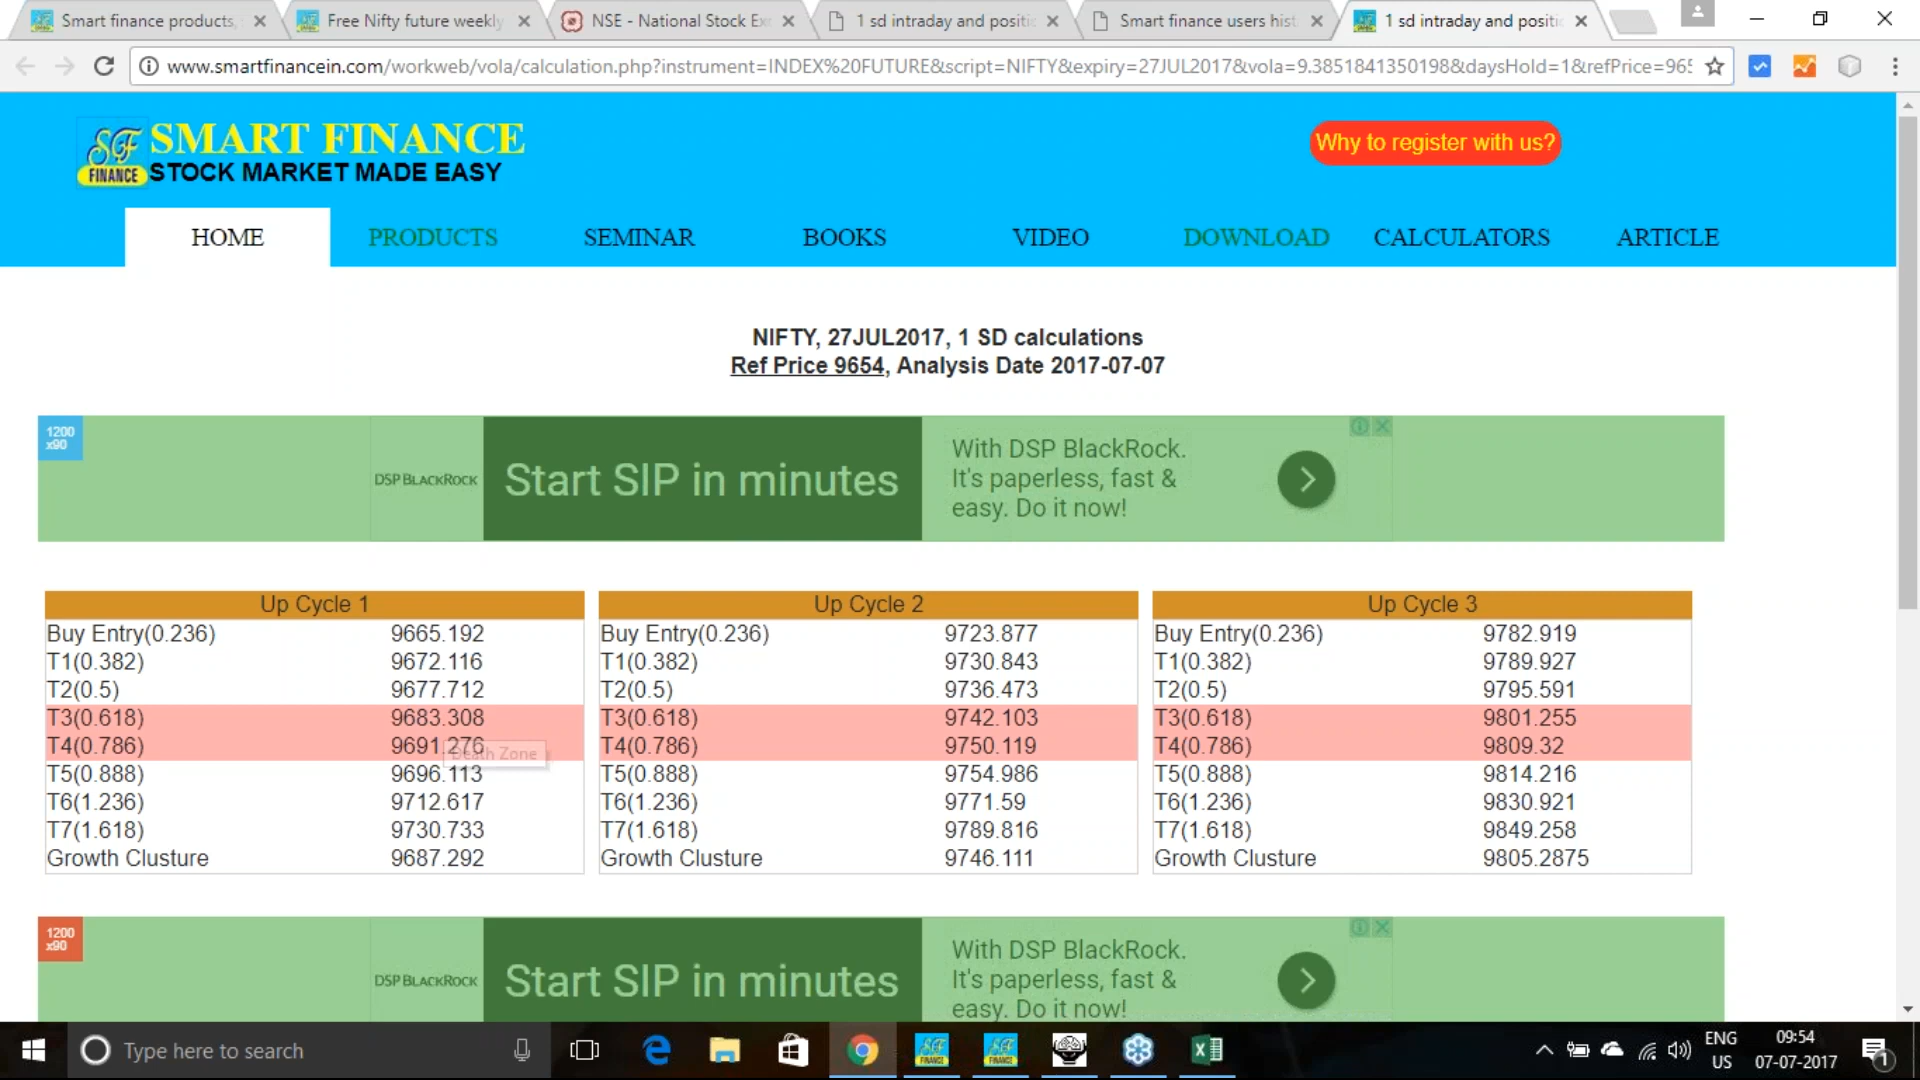 Smart finance products,
Free Nifty future weekly
NSE - National Stock Ex
1 sd intraday and positi
Smart finance users hist
1 sd intraday and positi
www.smartfinancein.com/workweb/vola/calculation.php?instrument=INDEX%20FUTURE&script=NIFTY&expiry=27JUL2017&vola=9.3851841350198&daysHold=1&refPrice=965
SF
FINANCE
SMART FINANCE
STOCK MARKET MADE EASY
Why to register with us?
HOME
PRODUCTS
SEMINAR
BOOKS
VIDEO
DOWNLOAD
CALCULATORS
ARTICLE
NIFTY, 27JUL2017, 1 SD calculations
Ref Price 9654, Analysis Date 2017-07-07
1200
x90
DSP BLACKROCK
Start SIP in minutes
With DSP BlackRock.
It's paperless, fast &
easy. Do it now!
Up Cycle 1
Buy Entry(0.236) 9665.192
T1(0.382) 9672.116
T2(0.5) 9677.712
T3(0.618) 9683.308
T4(0.786) 9691.276
Death Zone
T5(0.888) 9696.113
T6(1.236) 9712.617
T7(1.618) 9730.733
Growth Clusture 9687.292
Up Cycle 2
Buy Entry(0.236) 9723.877
T1(0.382) 9730.843
T2(0.5) 9736.473
T3(0.618) 9742.103
T4(0.786) 9750.119
T5(0.888) 9754.986
T6(1.236) 9771.59
T7(1.618) 9789.816
Growth Clusture 9746.111
Up Cycle 3
Buy Entry(0.236) 9782.919
T1(0.382) 9789.927
T2(0.5) 9795.591
T3(0.618) 9801.255
T4(0.786) 9809.32
T5(0.888) 9814.216
T6(1.236) 9830.921
T7(1.618) 9849.258
Growth Clusture 9805.2875
1200
x90
DSP BLACKROCK
Start SIP in minutes
With DSP BlackRock.
It's paperless, fast &
easy. Do it now!
Type here to search
SF
FINANCE
SF
FINANCE
ENG
US
09:54
07-07-2017
1